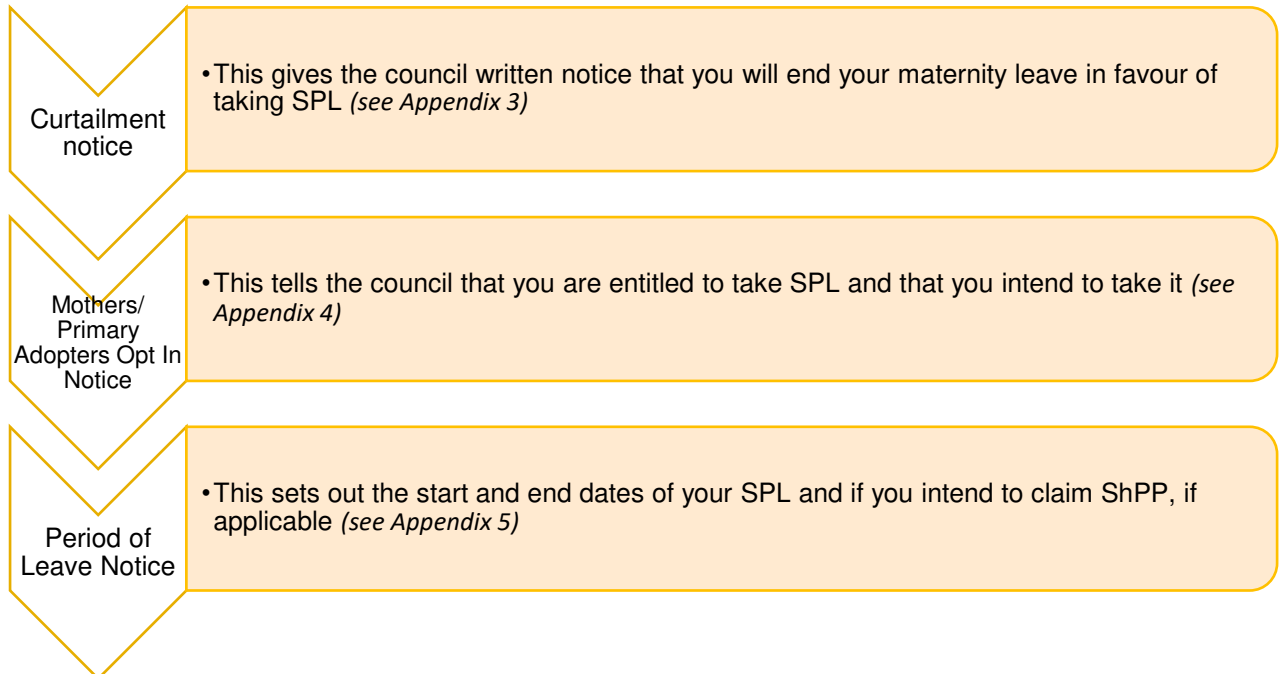 Curtailment
notice
•This gives the council written notice that you will end your maternity leave in favour of
taking SPL (see Appendix 3)
Mothers/
Primary
Adopters Opt In
Notice
•This tells the council that you are entitled to take SPL and that you intend to take it (see
Appendix 4)
Period of
Leave Notice
•This sets out the start and end dates of your SPL and if you intend to claim ShPP, if
applicable (see Appendix 5)